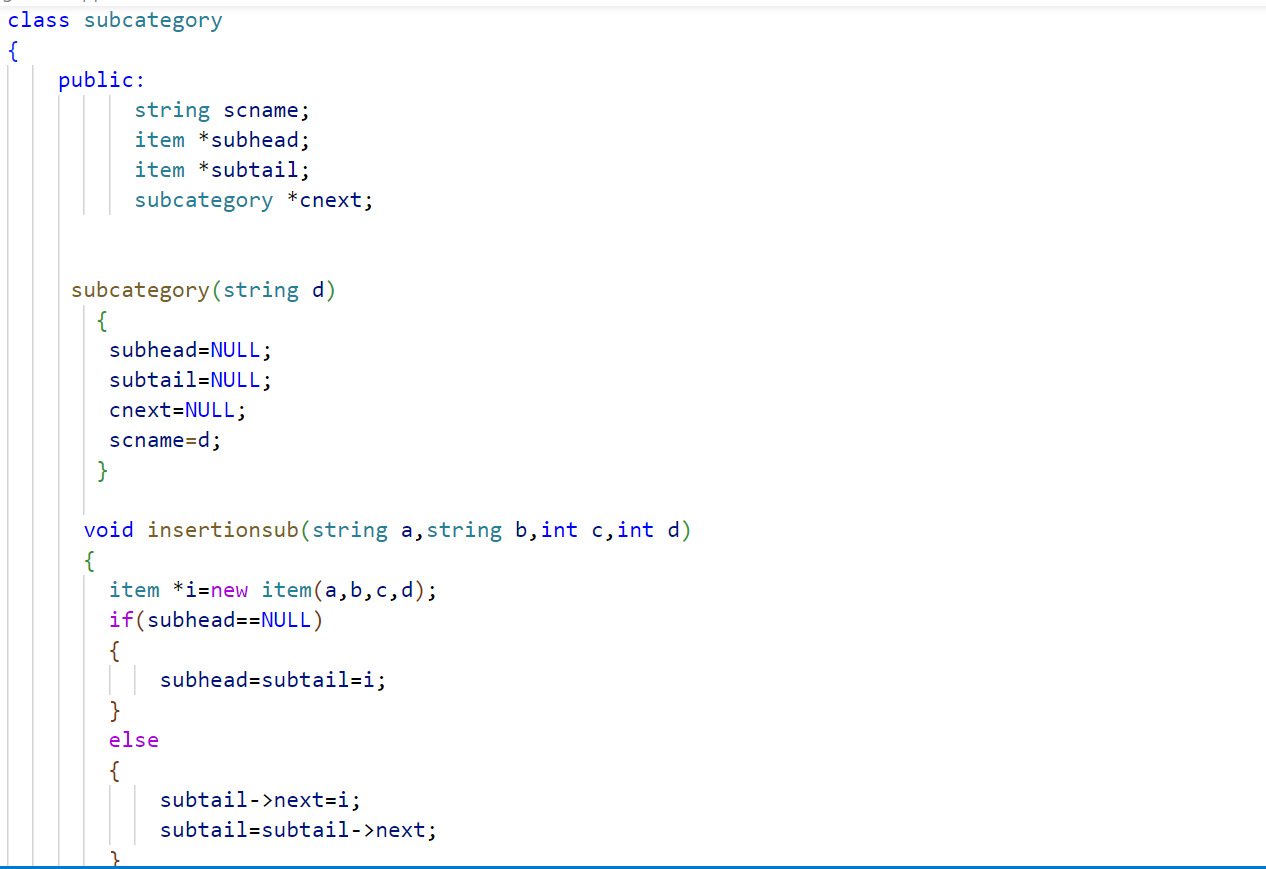 class subcategory
{
public:
string scname;
item *subhead;
item *subtail;
subcategory *cnext;
subcategory(string d)
{
subhead=NULL;
subtail=NULL;
cnext=NULL;
scname=d;
}
void insertionsub(string a,string b,int c,int d)
{
item *i=new item(a,b,c,d);
if(subhead==NULL)
{
subhead=subtail=i;
}
else
{
subtail->next=i;
subtail=subtail->next;
}